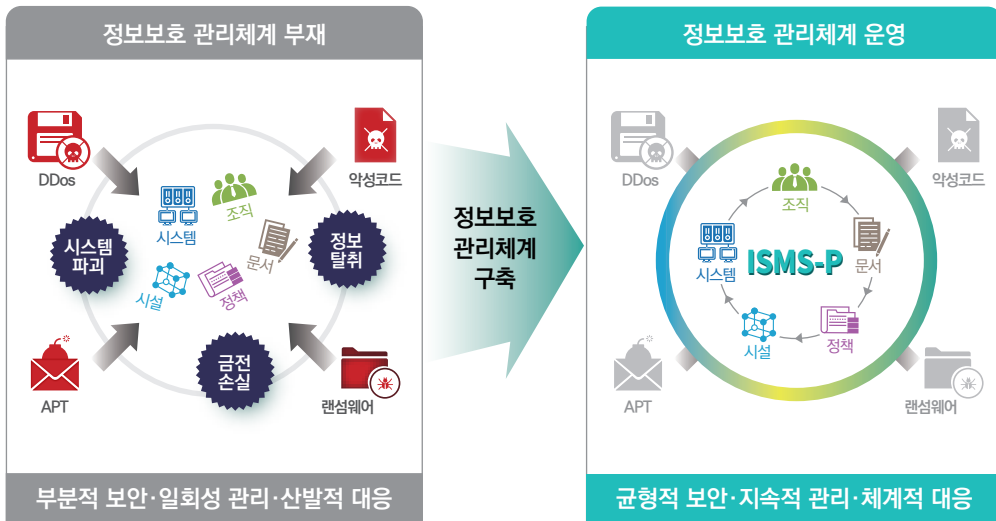 정보보호 관리체계 부재
DDos
악성코드
조직
시스템
문서
시스템
파괴
정보
탈취
시설
정책
금전
손실
APT
랜섬웨어
부분적 보안·일회성 관리·산발적 대응
정보보호
관리체계
구축
정보보호 관리체계 운영
DDos
악성코드
조직
시스템
ISMS-P
문서
시설
정책
APT
랜섬웨어
균형적 보안·지속적 관리·체계적 대응